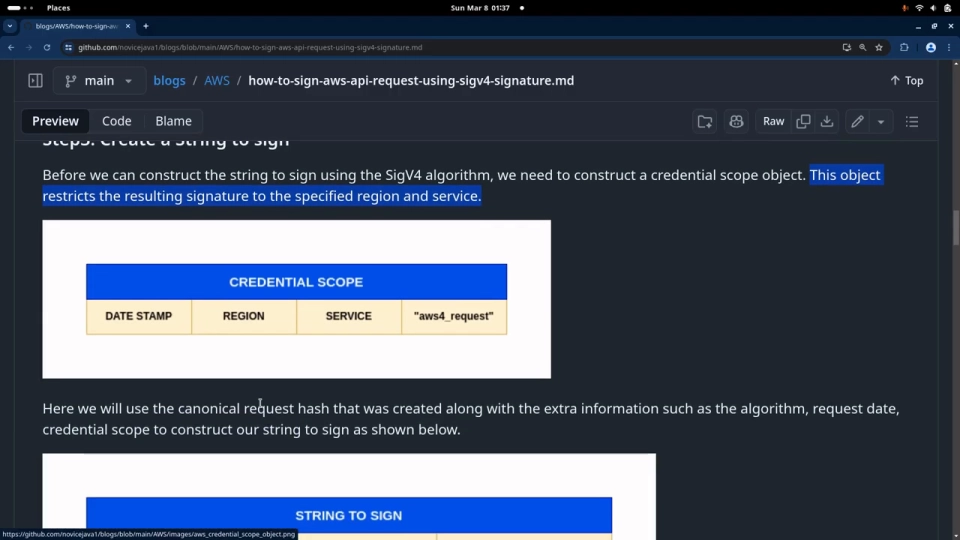 Places
Sun Mar 8 01:37
blogs/AWS/how-to-sign-aw
github.com/novicejava1/blogs/blob/main/AWS/how-to-sign-aws-api-request-using-sigv4-signature.md
main
blogs / AWS / how-to-sign-aws-api-request-using-sigv4-signature.md
Top
Preview
Code
Blame
Raw
Step3: Create a String to sign
Before we can construct the string to sign using the SigV4 algorithm, we need to construct a credential scope object. This object
restricts the resulting signature to the specified region and service.
CREDENTIAL SCOPE
DATE STAMP REGION SERVICE "aws4_request"
Here we will use the canonical request hash that was created along with the extra information such as the algorithm, request date,
credential scope to construct our string to sign as shown below.
STRING TO SIGN
https://github.com/novicejava1/blogs/blob/main/AWS/images/aws_credential_scope_object.png